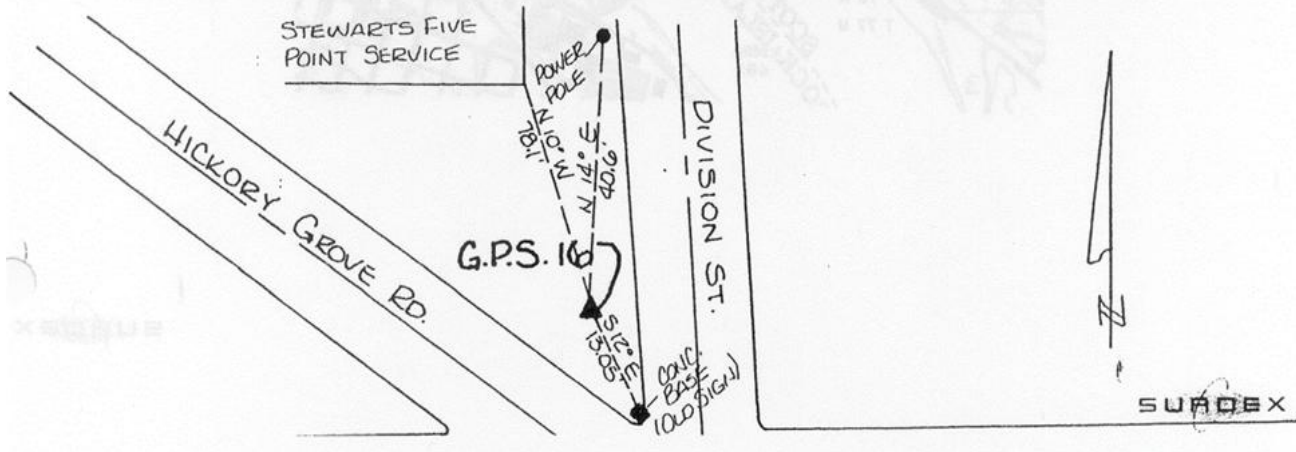 STEWARTS FIVE
POINT SERVICE
POWER
POLE
N 10° W
78.1'
N 14° E
40.6'
HICKORY GROVE RD.
G.P.S. 16
DIVISION ST.
S 12° E
13.05'
CONC.
BASE
(OLD SIGN)
N
SURDEX